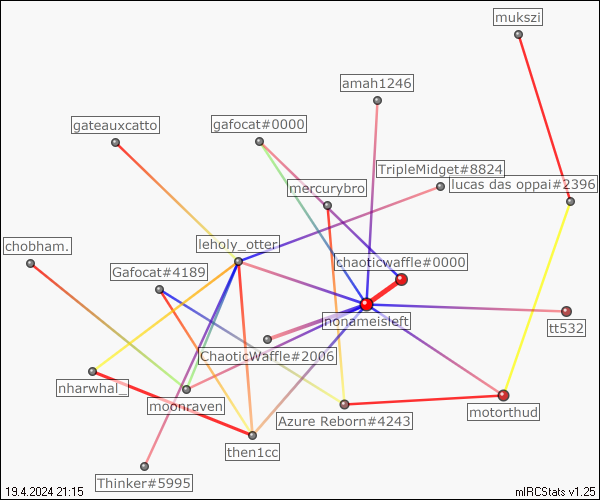 mukszi
amah1246
gateauxcatto
gafocat#0000
TripleMidget#8824
mercurybro
lucas das oppai#2396
chobham.
leholy_otter
Gafocat#4189
chaoticwaffle#0000
nonameisleft
tt532
ChaoticWaffle#2006
nharwhal_
moonraven
Azure Reborn#4243
motorthud
then1cc
Thinker#5995
19.4.2024 21:15
mIRCStats v1.25